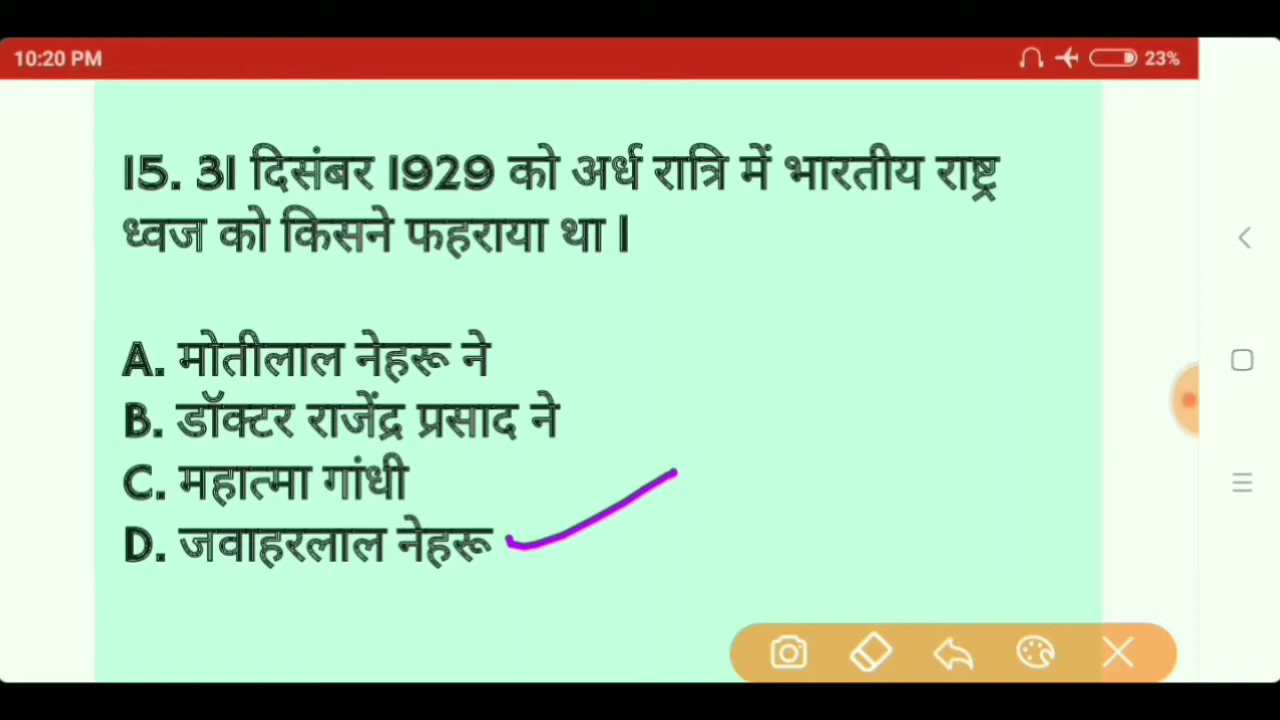 10:20 PM 23%
15. 31 दिसंबर 1929 को अर्ध रात्रि में भारतीय राष्ट्र
ध्वज को किसने फहराया था |
A. मोतीलाल नेहरू ने
B. डॉक्टर राजेंद्र प्रसाद ने
C. महात्मा गांधी
D. जवाहरलाल नेहरू